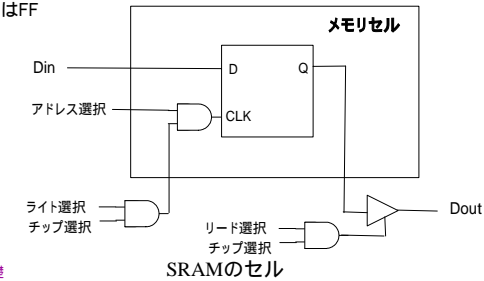 はFF
メモリセル
Din
D
Q
アドレス選択
CLK
ライト選択
チップ選択
リード選択
チップ選択
Dout
SRAMのセル